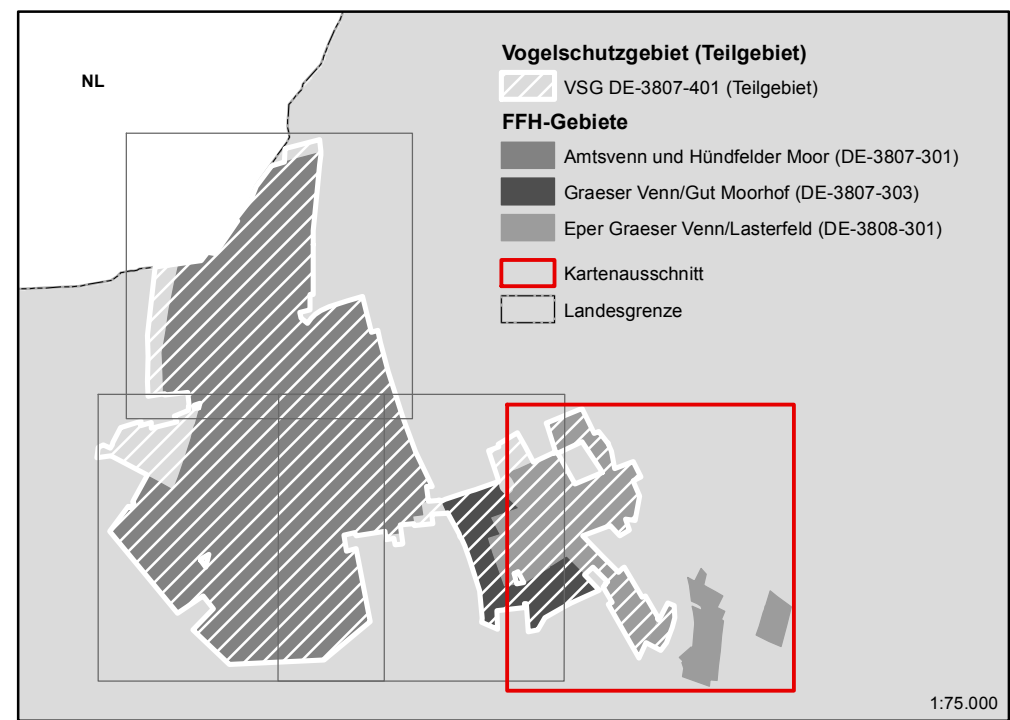 NL
Vogelschutzgebiet (Teilgebiet)
VSG DE-3807-401 (Teilgebiet)
FFH-Gebiete
Amtsvenn und Hündfelder Moor (DE-3807-301)
Graeser Venn/Gut Moorhof (DE-3807-303)
Eper Graeser Venn/Lasterfeld (DE-3808-301)
Kartenausschnitt
Landesgrenze
1:75.000